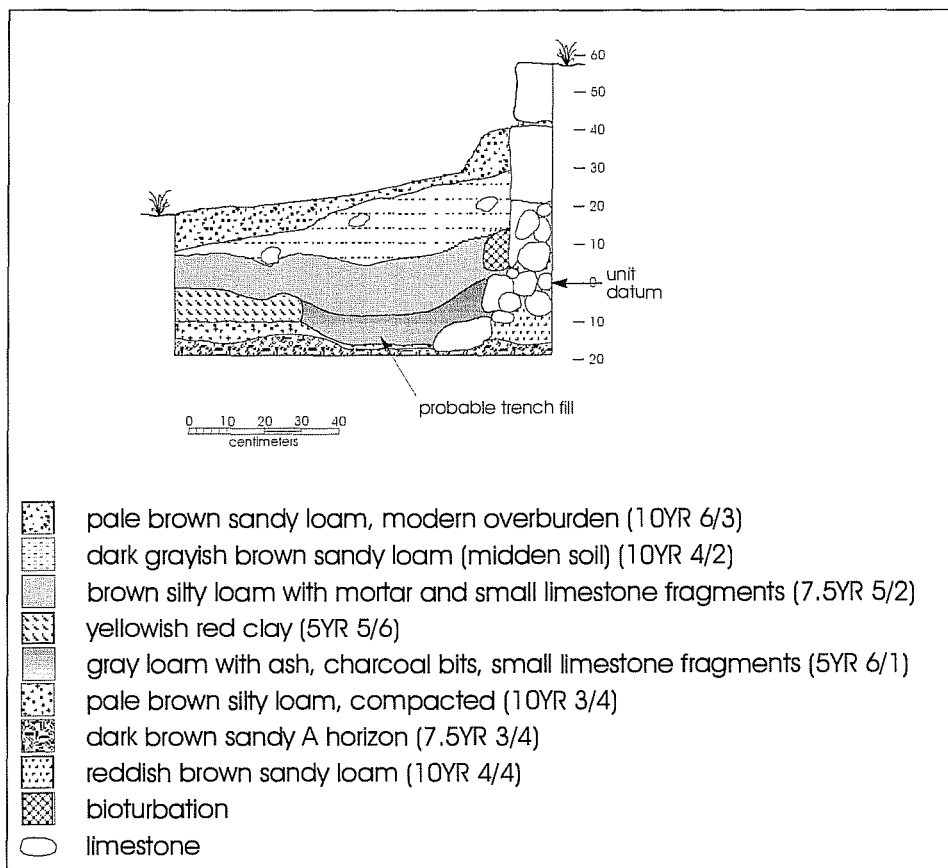 60
50
40
30
20
10
0
unit
datum
10
20
probable trench fill
0 10 20 30 40
centimeters
pale brown sandy loam, modern overburden (10YR 6/3)
dark grayish brown sandy loam (midden soil) (10YR 4/2)
brown silty loam with mortar and small limestone fragments (7.5YR 5/2)
yellowish red clay (5YR 5/6)
gray loam with ash, charcoal bits, small limestone fragments (5YR 6/1)
pale brown silty loam, compacted (10YR 3/4)
dark brown sandy A horizon (7.5YR 3/4)
reddish brown sandy loam (10YR 4/4)
bioturbation
limestone